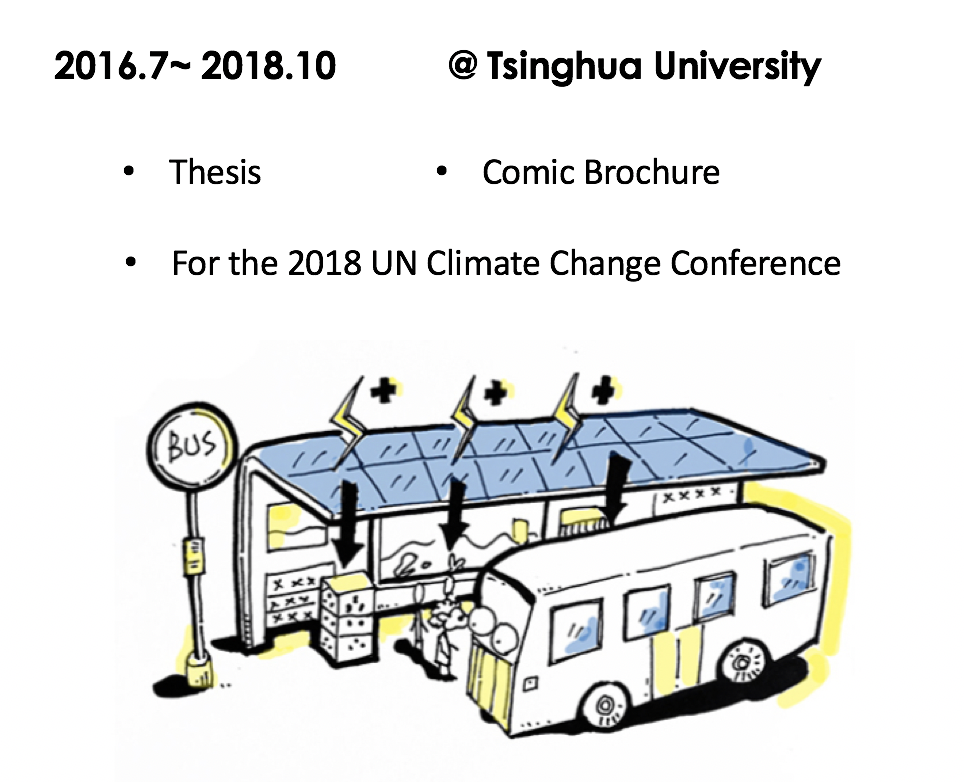 2016.7~ 2018.10 @ Tsinghua University
• Thesis • Comic Brochure
• For the 2018 UN Climate Change Conference
BUS